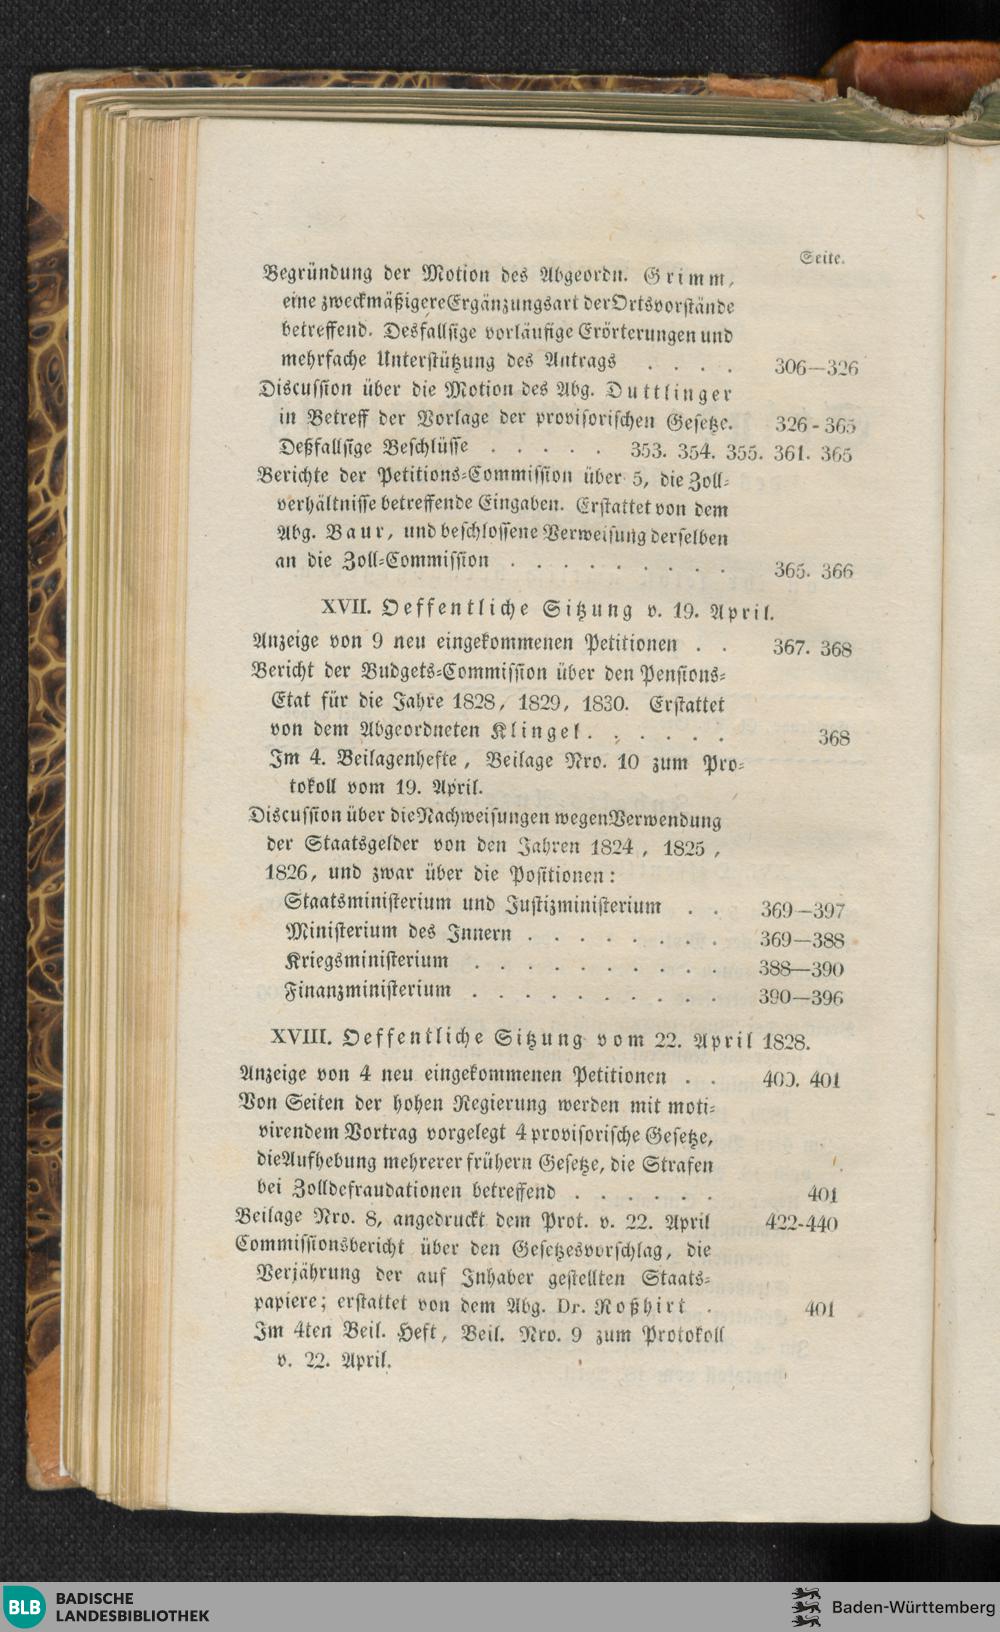 Seite.
Begründung der Motion des Abgeordn. Grimm,
eine zweckmäßigere Ergänzungsart der Ortsvorstände
betreffend. Desfallsige vorläufige Erörterungen und
mehrfache Unterstützung des Antrags . . . . 306—326
Discussion über die Motion des Abg. Duttlinger
in Betreff der Vorlage der provisorischen Gesetze. 326-365
Deßfallsige Beschlüsse . . . . . 353. 354. 355. 361. 365
Berichte der Petitions-Commission über 5, die Zoll-
verhältnisse betreffende Eingaben. Erstattet von dem
Abg. Baur, und beschlossene Verweisung derselben
an die Zoll-Commission . . . . . . . . . 365. 366
XVII. Oeffentliche Sitzung v. 19. April.
Anzeige von 9 neu eingekommenen Petitionen . . 367. 368
Bericht der Budgets-Commission über den Pensions-
Etat für die Jahre 1828, 1829, 1830. Erstattet
von dem Abgeordneten Klingel. . . . . . 368
Im 4. Beilagenhefte, Beilage Nro. 10 zum Pro-
tokoll vom 19. April.
Discussion über die Nachweisungen wegen Verwendung
der Staatsgelder von den Jahren 1824, 1825,
1826, und zwar über die Positionen:
Staatsministerium und Justizministerium . . 369—397
Ministerium des Innern . . . . . . . . 369—388
Kriegsministerium . . . . . . . . . . 388—390
Finanzministerium . . . . . . . . . . 390—396
XVIII. Oeffentliche Sitzung vom 22. April 1828.
Anzeige von 4 neu eingekommenen Petitionen . . 400. 401
Von Seiten der hohen Regierung werden mit moti-
virendem Vortrag vorgelegt 4 provisorische Gesetze,
die Aufhebung mehrerer frühern Gesetze, die Strafen
bei Zolldefraudationen betreffend . . . . . . 401
Beilage Nro. 8, angedruckt dem Prot. v. 22. April 422-440
Commissionsbericht über den Gesetzesvorschlag, die
Verjährung der auf Inhaber gestellten Staats-
papiere; erstattet von dem Abg. Dr. Roßhirt . 401
Im 4ten Beil. Heft, Beil. Nro. 9 zum Protokoll
v. 22. April.
BLB BADISCHE
LANDESBIBLIOTHEK
Baden-Württemberg